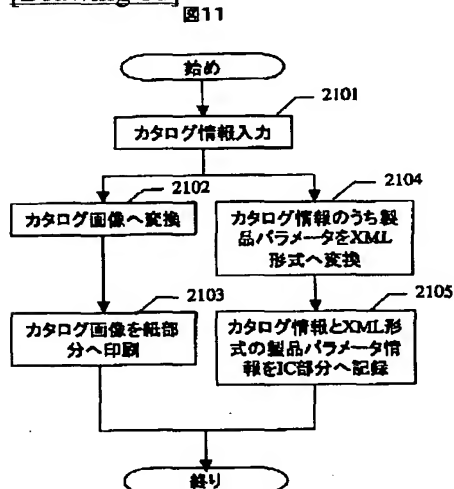 図11
始め
2101
カタログ情報入力
2102
カタログ画像へ変換
2104
カタログ情報のうち製
品パラメータをXML
形式へ変換
2103
カタログ画像を紙部
分へ印刷
2105
カタログ情報とXML形
式の製品パラメータ情
報をIC部分へ記録
終り